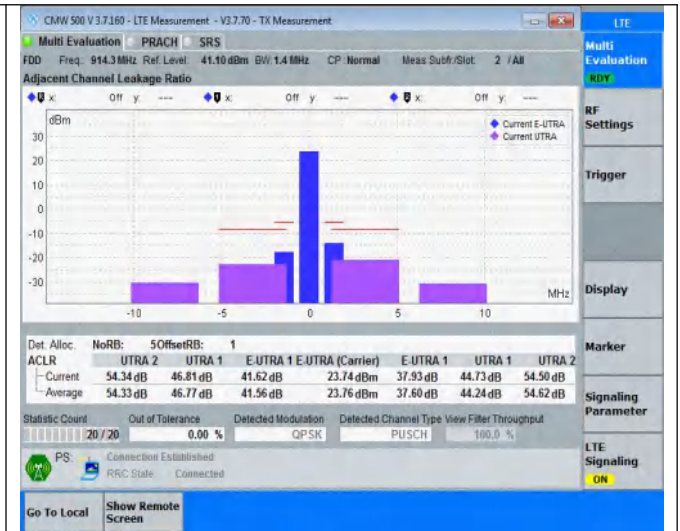 CMW 500 V 3.7.160 - LTE Measurement - V3.7.70 - TX Measurement
LTE
Multi Evaluation PRACH SRS
Multi Evaluation
RDY
FDD Freq.: 914.3 MHz Ref. Level: 41.10 dBm BW: 1.4 MHz CP: Normal Meas Subfr./Slot: 2 / All
Adjacent Channel Leakage Ratio
x: Off y: --- x: Off y: --- x: Off y: ---
dBm
Current E-UTRA
Current UTRA
30
20
10
0
-10
-20
-30
MHz
-10 -5 0 5 10
RF Settings
Trigger
Display
Marker
Signaling Parameter
LTE Signaling
ON
Det. Alloc. NoRB: 5OffsetRB: 1
ACLR UTRA 2 UTRA 1 E-UTRA 1 E-UTRA (Carrier) E-UTRA 1 UTRA 1 UTRA 2
Current 54.34 dB 46.81 dB 41.62 dB 23.74 dBm 37.93 dB 44.73 dB 54.50 dB
Average 54.33 dB 46.77 dB 41.56 dB 23.76 dBm 37.60 dB 44.24 dB 54.62 dB
Statistic Count Out of Tolerance Detected Modulation Detected Channel Type View Filter Throughput
20 / 20 0.00 % QPSK PUSCH 100.0 %
PS: Connection Established
RRC State Connected
Go To Local
Show Remote Screen